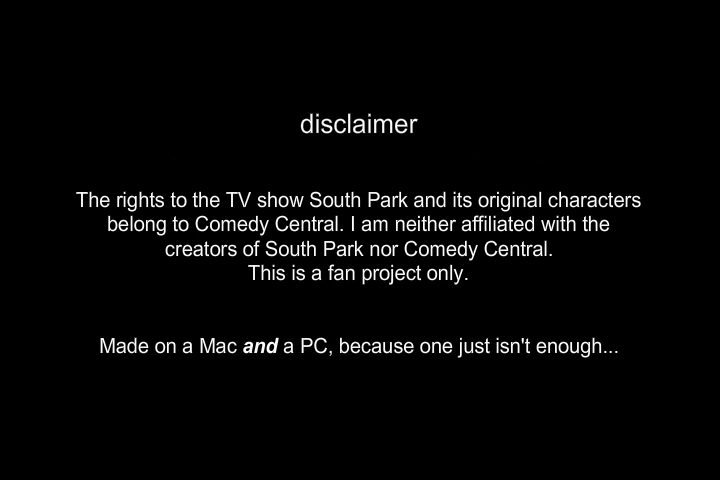 disclaimer
The rights to the TV show South Park and its original characters
belong to Comedy Central. I am neither affiliated with the
creators of South Park nor Comedy Central.
This is a fan project only.
Made on a Mac and a PC, because one just isn't enough...